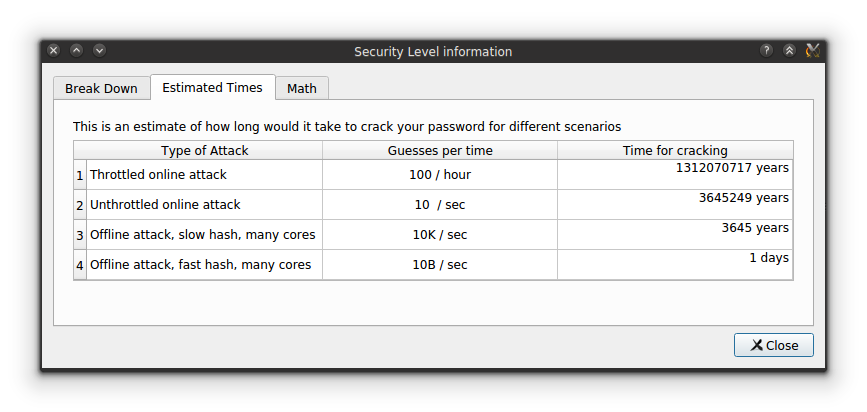 Security Level information
Break Down Estimated Times Math
This is an estimate of how long would it take to crack your password for different scenarios
Type of Attack Guesses per time Time for cracking
1 Throttled online attack 100 / hour 1312070717 years
2 Unthrottled online attack 10 / sec 3645249 years
3 Offline attack, slow hash, many cores 10K / sec 3645 years
4 Offline attack, fast hash, many cores 10B / sec 1 days
Close